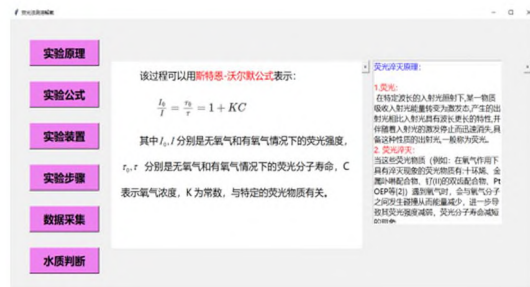 荧光法测溶解氧
实验原理
实验公式
实验装置
实验步骤
数据采集
水质判断
该过程可以用斯特恩-沃尔默公式表示：
I₀/I = τ₀/τ = 1 + KC
其中 I₀, I 分别是无氧气和有氧气情况下的荧光强度，
τ₀, τ 分别是无氧气和有氧气情况下的荧光分子寿命，C
表示氧气浓度，K 为常数，与特定的荧光物质有关。
荧光淬灭原理：
1.荧光：
在特定波长的入射光照射下,某一物质
吸收入射光能量转变为激发态,产生的出
射光相比入射光具有波长更长的特性,并
伴随着入射光的激发停止而迅速消失,具
备这种性质的出射光,一般称为荧光。
2. 荧光淬灭：
当这些荧光物质（例如：在氧气作用下
具有淬灭现象的荧光物质有:十环烯、金
属卟啉配合物、钌(II)的双齿配合物、Pt
OEP等[2]）遇到氧气时，会与氧气分子
之间发生碰撞从而能量减少，进一步导
致其荧光强度减弱、荧光分子寿命减短